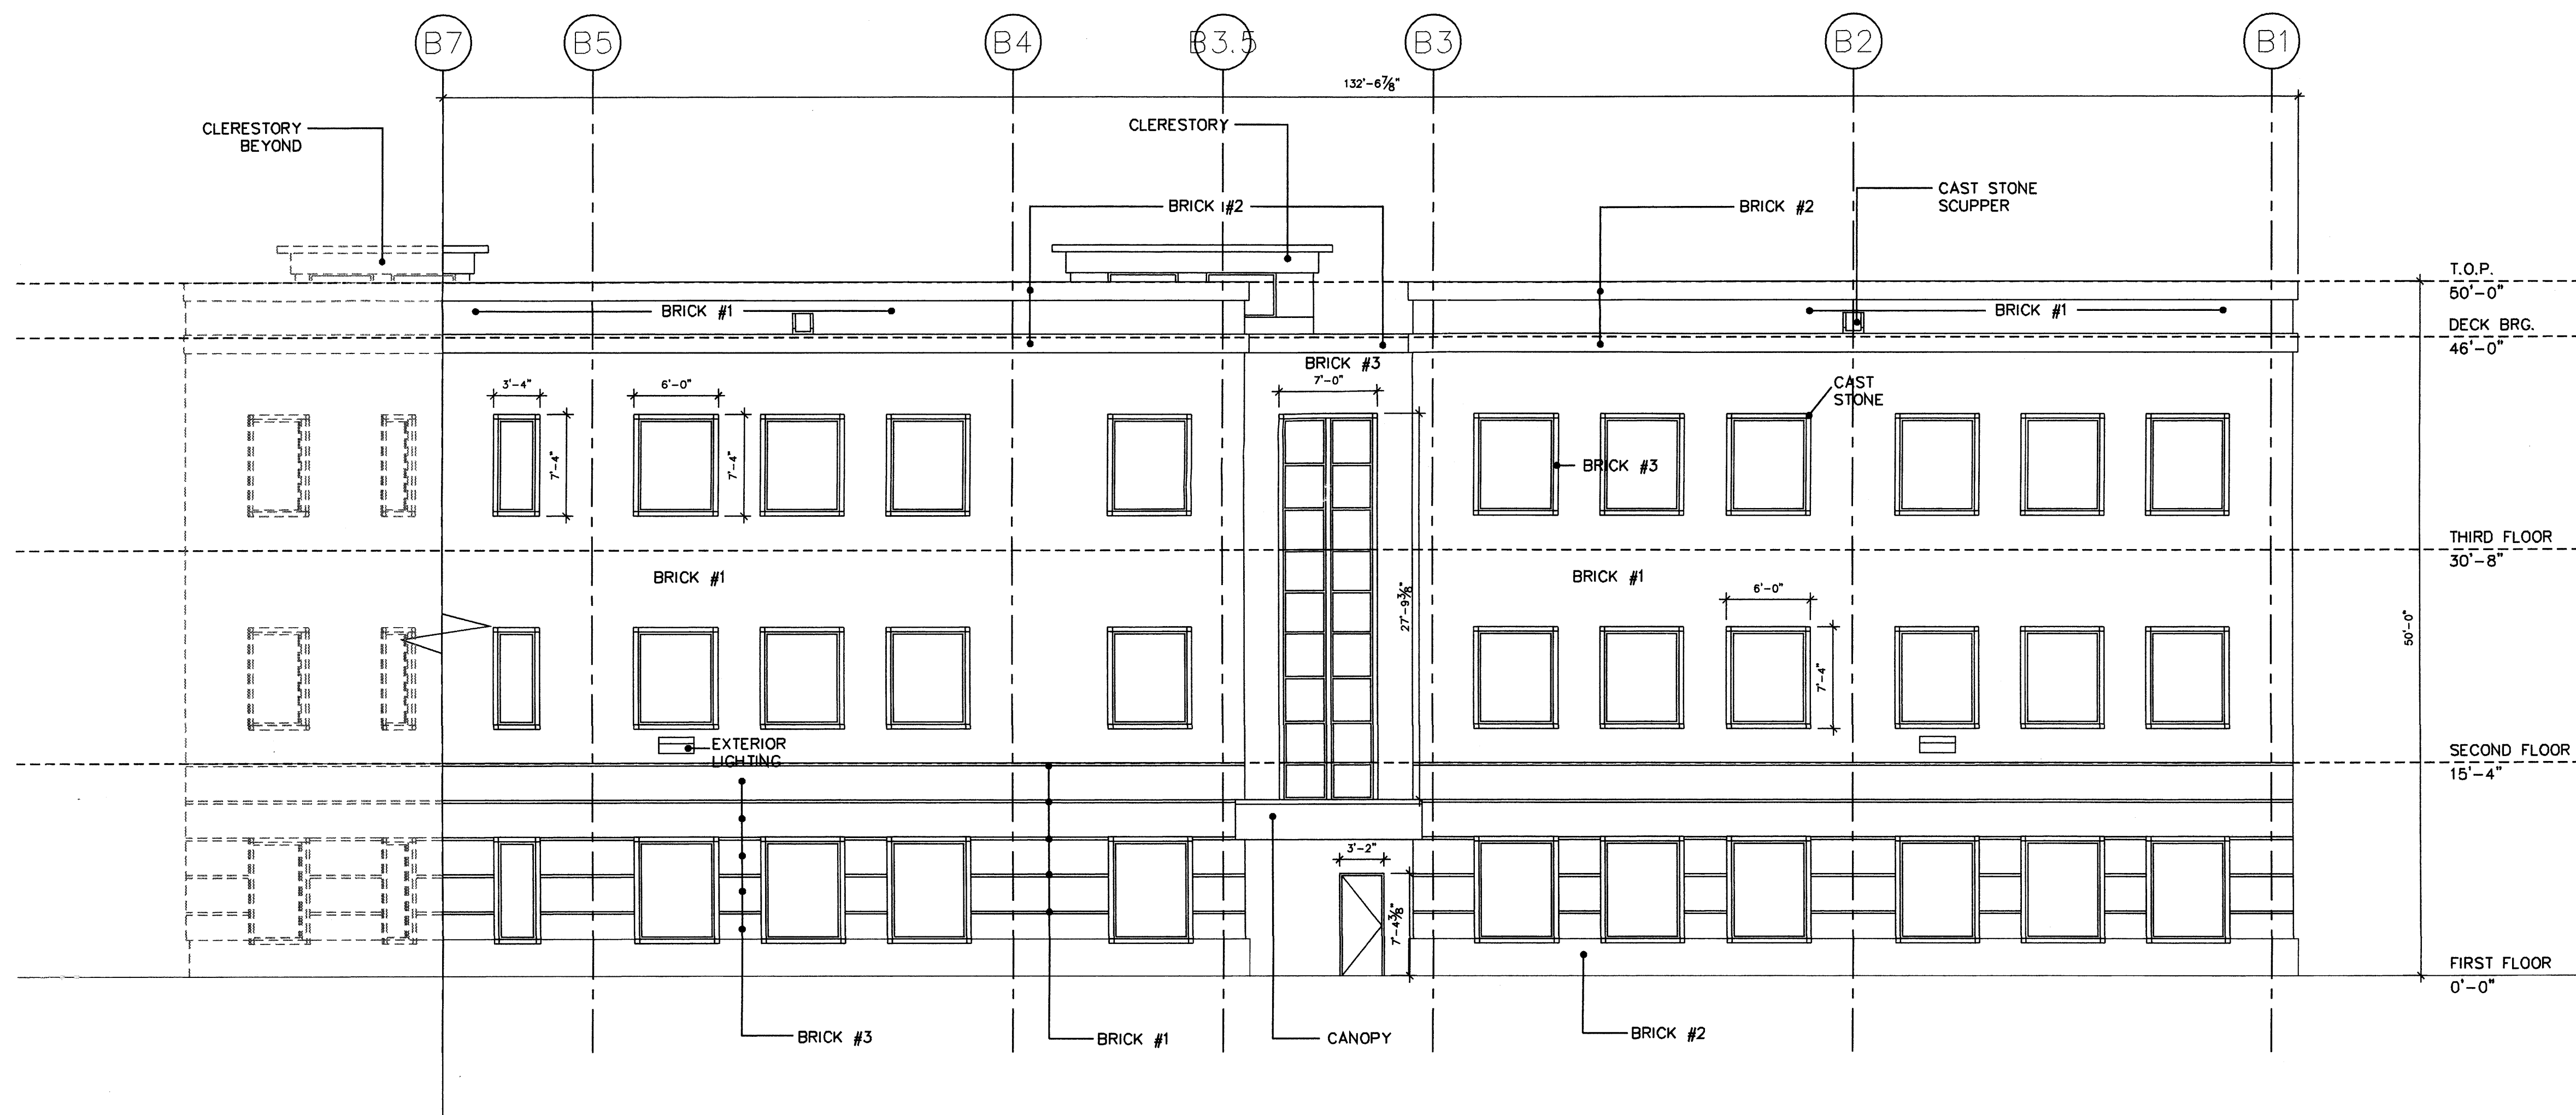 B7 B5 B4 B3.5 B3 B2 B1
132'-6⅞"
CLERESTORY
BEYOND
CLERESTORY
BRICK #2
BRICK #2
CAST STONE
SCUPPER
T.O.P.
50'-0"
BRICK #1
BRICK #1
DECK BRG.
46'-0"
BRICK #3
7'-0"
3'-4"
6'-0"
CAST
STONE
7'-4"
7'-4"
BRICK #3
THIRD FLOOR
30'-8"
BRICK #1
BRICK #1
27'-9⅜"
6'-0"
50'-0"
7'-4"
EXTERIOR
LIGHTING
SECOND FLOOR
15'-4"
3'-2"
7'-4⅜"
FIRST FLOOR
0'-0"
BRICK #3
BRICK #1
CANOPY
BRICK #2